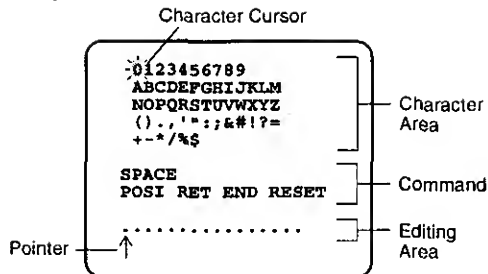 Character Cursor
0123456789
ABCDEFGHIJKLM
NOPQRSTUVWXYZ
().,'":;&#!?=
+-*/%$
Character
Area
SPACE
POSI RET END RESET
Command
................
Editing
Area
Pointer